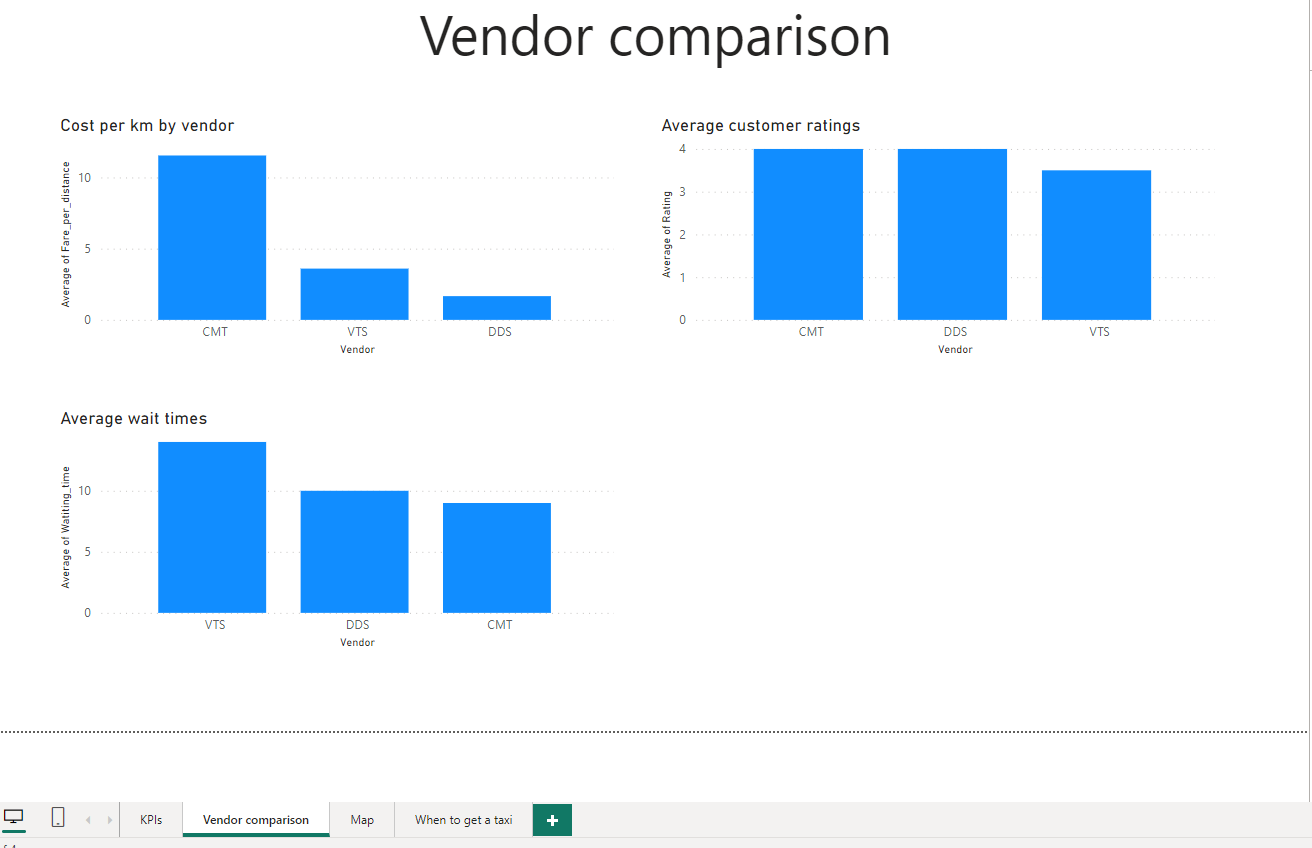 Vendor comparison
Cost per km by vendor
Average of Fare_per_distance
10
5
0
CMT VTS DDS
Vendor
Average customer ratings
Average of Rating
4
3
2
1
0
CMT DDS VTS
Vendor
Average wait times
Average of Watiting_time
10
5
0
VTS DDS CMT
Vendor
KPIs Vendor comparison Map When to get a taxi +